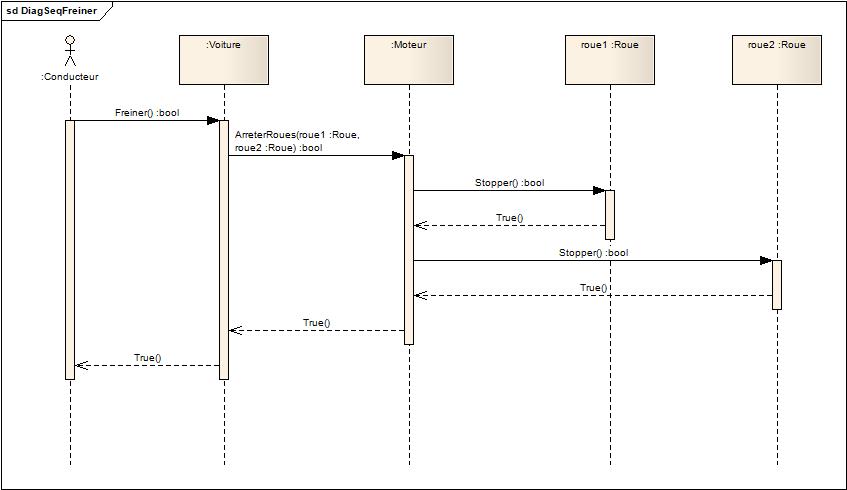 sd DiagSeqFreiner
:Conducteur
:Voiture
:Moteur
roue1 :Roue
roue2 :Roue
Freiner() :bool
ArreterRoues(roue1 :Roue,
roue2 :Roue) :bool
Stopper() :bool
True()
Stopper() :bool
True()
True()
True()